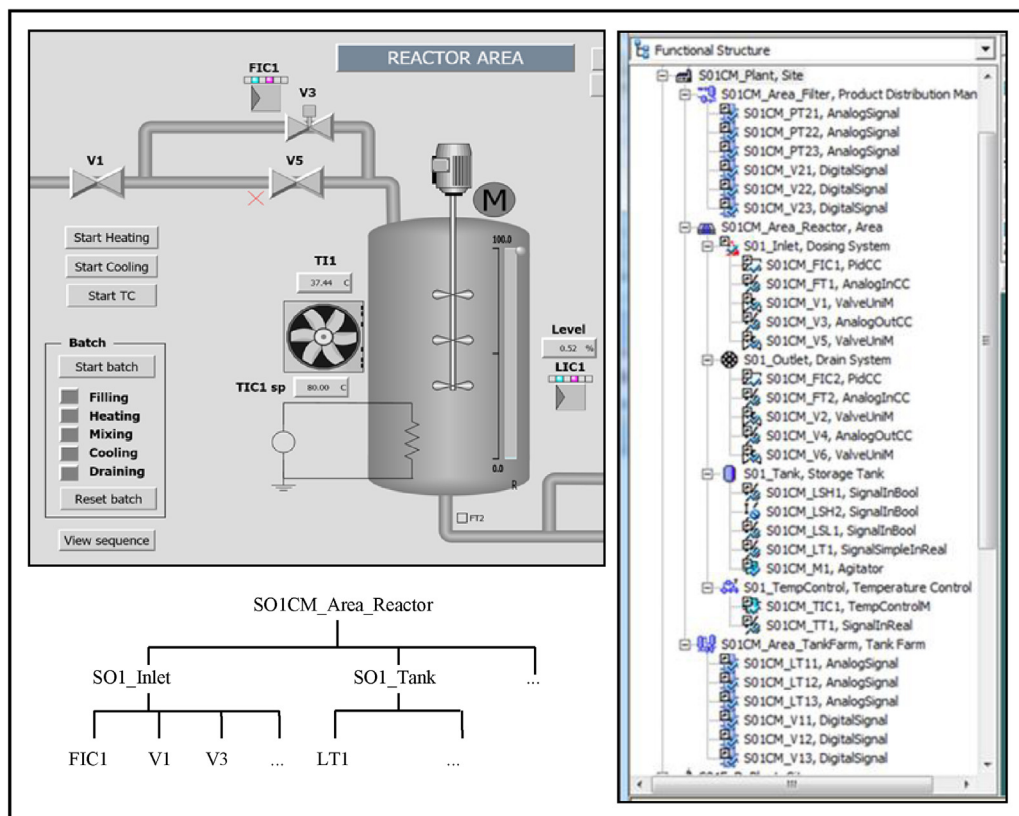 REACTOR AREA
FIC1
V3
V1
V5
M
Start Heating
Start Cooling
Start TC
TI1
37.44 C
100.0
Level
0.52 %
LIC1
TIC1 sp
80.00 C
Batch
Start batch
Filling
Heating
Mixing
Cooling
Draining
Reset batch
View sequence
0.0
R
FT2
SO1CM_Area_Reactor
SO1_Inlet
SO1_Tank
...
FIC1
V1
V3
...
LT1
...
Functional Structure
S01CM_Plant, Site
S01CM_Area_Filter, Product Distribution Man
S01CM_PT21, AnalogSignal
S01CM_PT22, AnalogSignal
S01CM_PT23, AnalogSignal
S01CM_V21, DigitalSignal
S01CM_V22, DigitalSignal
S01CM_V23, DigitalSignal
S01CM_Area_Reactor, Area
S01_Inlet, Dosing System
S01CM_FIC1, PidCC
S01CM_FT1, AnalogInCC
S01CM_V1, ValveUniM
S01CM_V3, AnalogOutCC
S01CM_V5, ValveUniM
S01_Outlet, Drain System
S01CM_FIC2, PidCC
S01CM_FT2, AnalogInCC
S01CM_V2, ValveUniM
S01CM_V4, AnalogOutCC
S01CM_V6, ValveUniM
S01_Tank, Storage Tank
S01CM_LSH1, SignalInBool
S01CM_LSH2, SignalInBool
S01CM_LSL1, SignalInBool
S01CM_LT1, SignalSimpleInReal
S01CM_M1, Agitator
S01_TempControl, Temperature Control
S01CM_TIC1, TempControlM
S01CM_TT1, SignalInReal
S01CM_Area_TankFarm, Tank Farm
S01CM_LT11, AnalogSignal
S01CM_LT12, AnalogSignal
S01CM_LT13, AnalogSignal
S01CM_V11, DigitalSignal
S01CM_V12, DigitalSignal
S01CM_V13, DigitalSignal